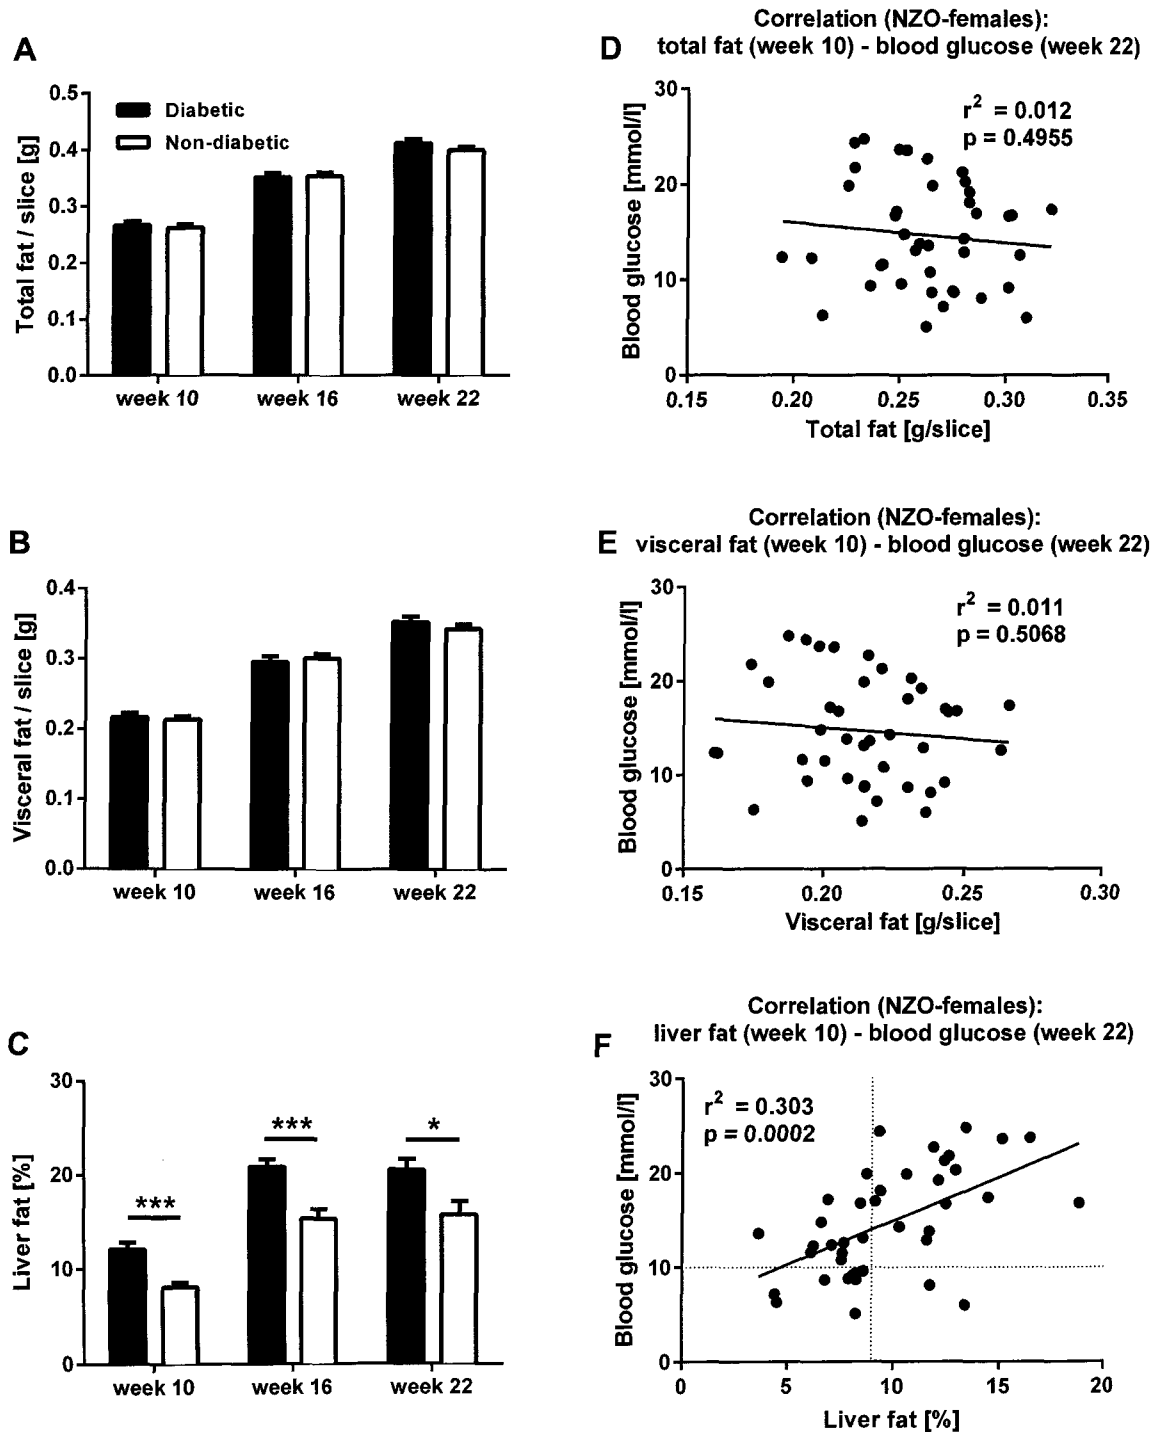 A
0.5
0.4
0.3
0.2
0.1
0.0
Total fat / slice [g]
Diabetic
Non-diabetic
week 10
week 16
week 22
D
Correlation (NZO-females):
total fat (week 10) - blood glucose (week 22)
30
20
10
0
Blood glucose [mmol/l]
r² = 0.012
p = 0.4955
0.15
0.20
0.25
0.30
0.35
Total fat [g/slice]
B
0.4
0.3
0.2
0.1
0.0
Visceral fat / slice [g]
week 10
week 16
week 22
E
Correlation (NZO-females):
visceral fat (week 10) - blood glucose (week 22)
30
20
10
0
Blood glucose [mmol/l]
r² = 0.011
p = 0.5068
0.15
0.20
0.25
0.30
Visceral fat [g/slice]
C
30
20
10
0
Liver fat [%]
***
***
*
week 10
week 16
week 22
F
Correlation (NZO-females):
liver fat (week 10) - blood glucose (week 22)
30
20
10
0
Blood glucose [mmol/l]
r² = 0.303
p = 0.0002
0
5
10
15
20
Liver fat [%]